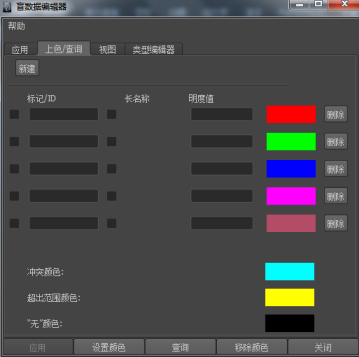 盲数据编辑器
帮助
应用 上色/查询 视图 类型编辑器
新建
标记/ID 长名称 明度值
删除
删除
删除
删除
删除
冲突颜色:
超出范围颜色:
"无"颜色:
应用 设置颜色 查询 移除颜色 关闭